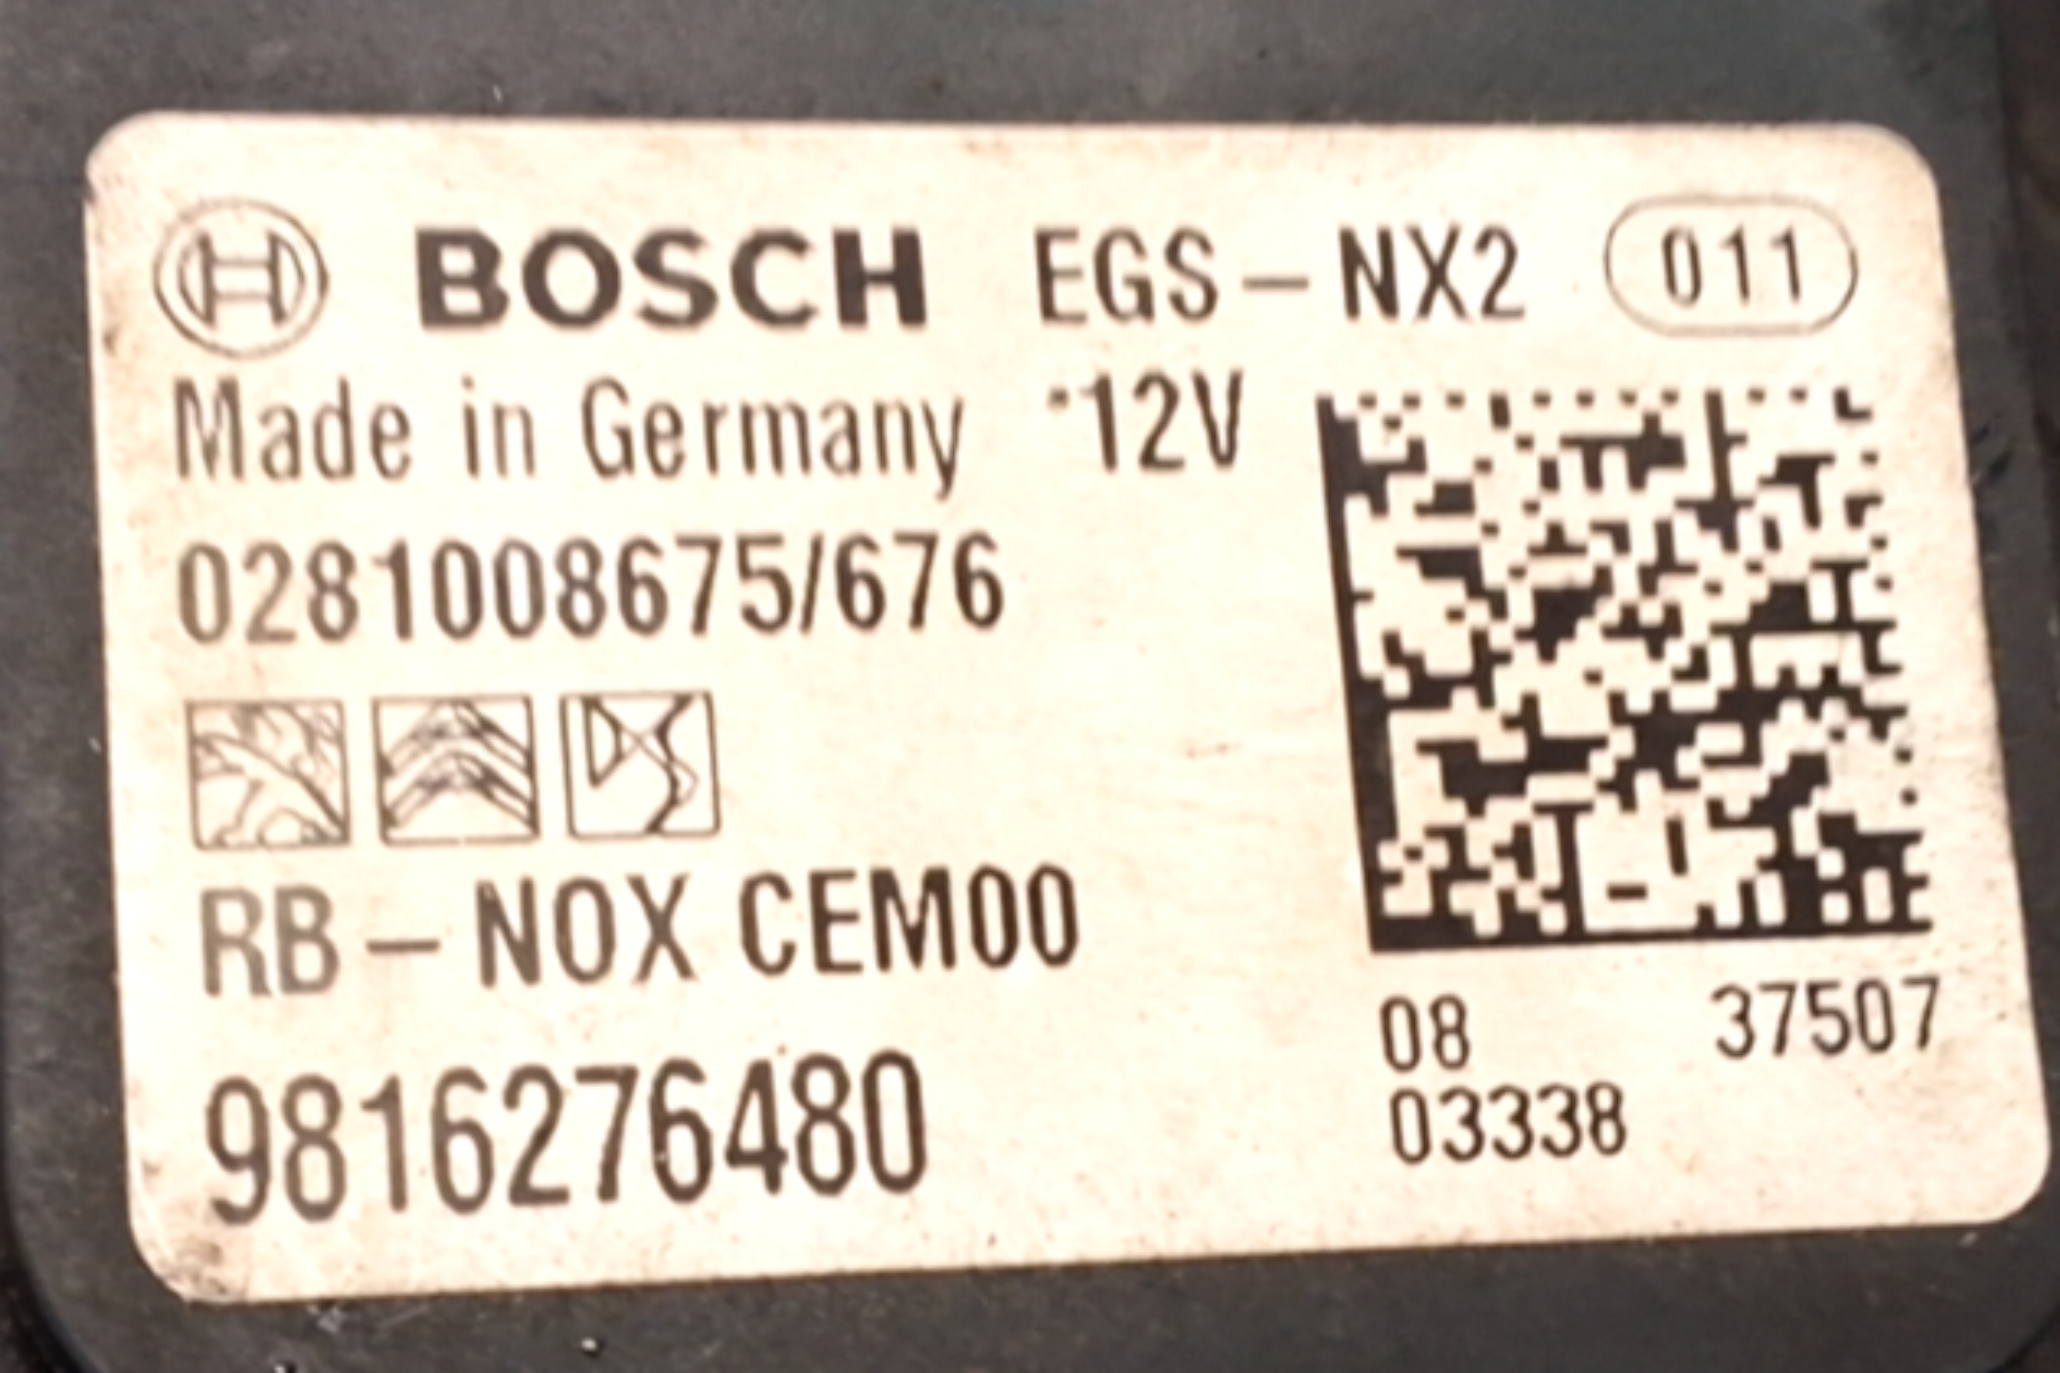 BOSCH EGS-NX2 011
Made in Germany 12V
0281008675/676
RB-NOX CEM00
9816276480
08 37507
03338